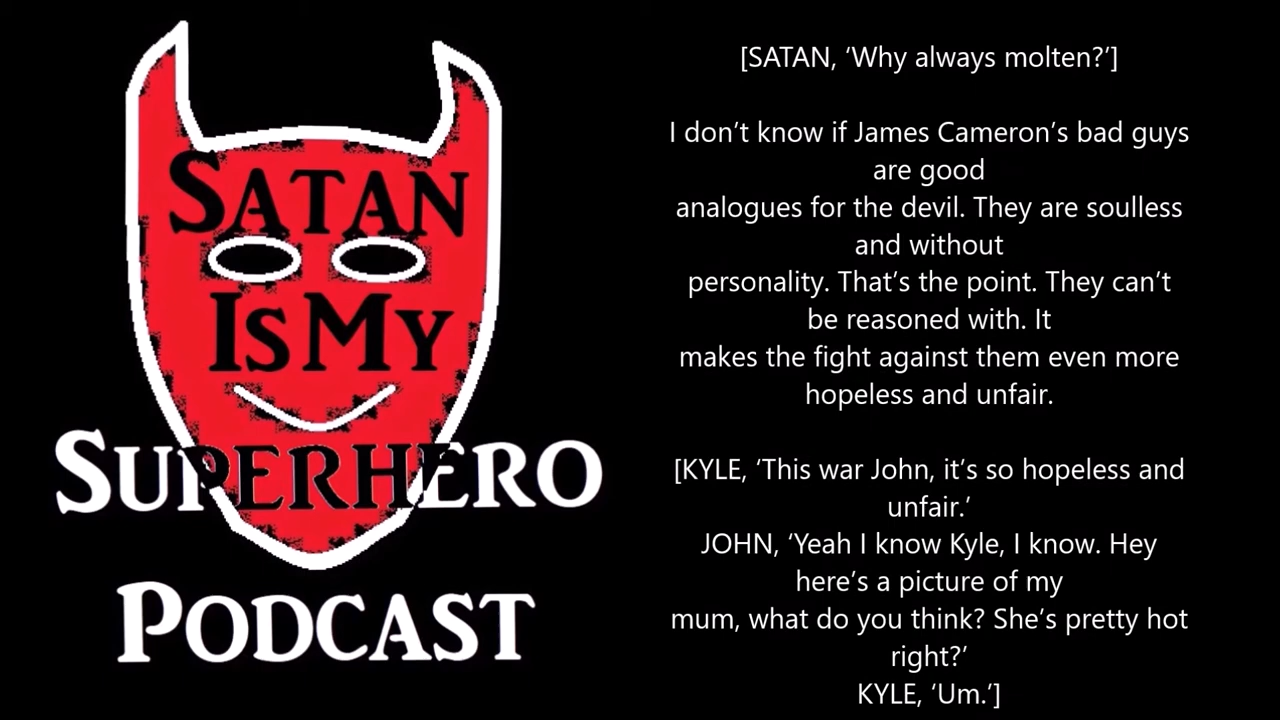 SATAN
ISMY
SUPERHERO
PODCAST
[SATAN, ‘Why always molten?’]
I don’t know if James Cameron’s bad guys
are good
analogues for the devil. They are soulless
and without
personality. That’s the point. They can’t
be reasoned with. It
makes the fight against them even more
hopeless and unfair.
[KYLE, ‘This war John, it’s so hopeless and
unfair.’
JOHN, ‘Yeah I know Kyle, I know. Hey
here’s a picture of my
mum, what do you think? She’s pretty hot
right?’
KYLE, ‘Um.’]